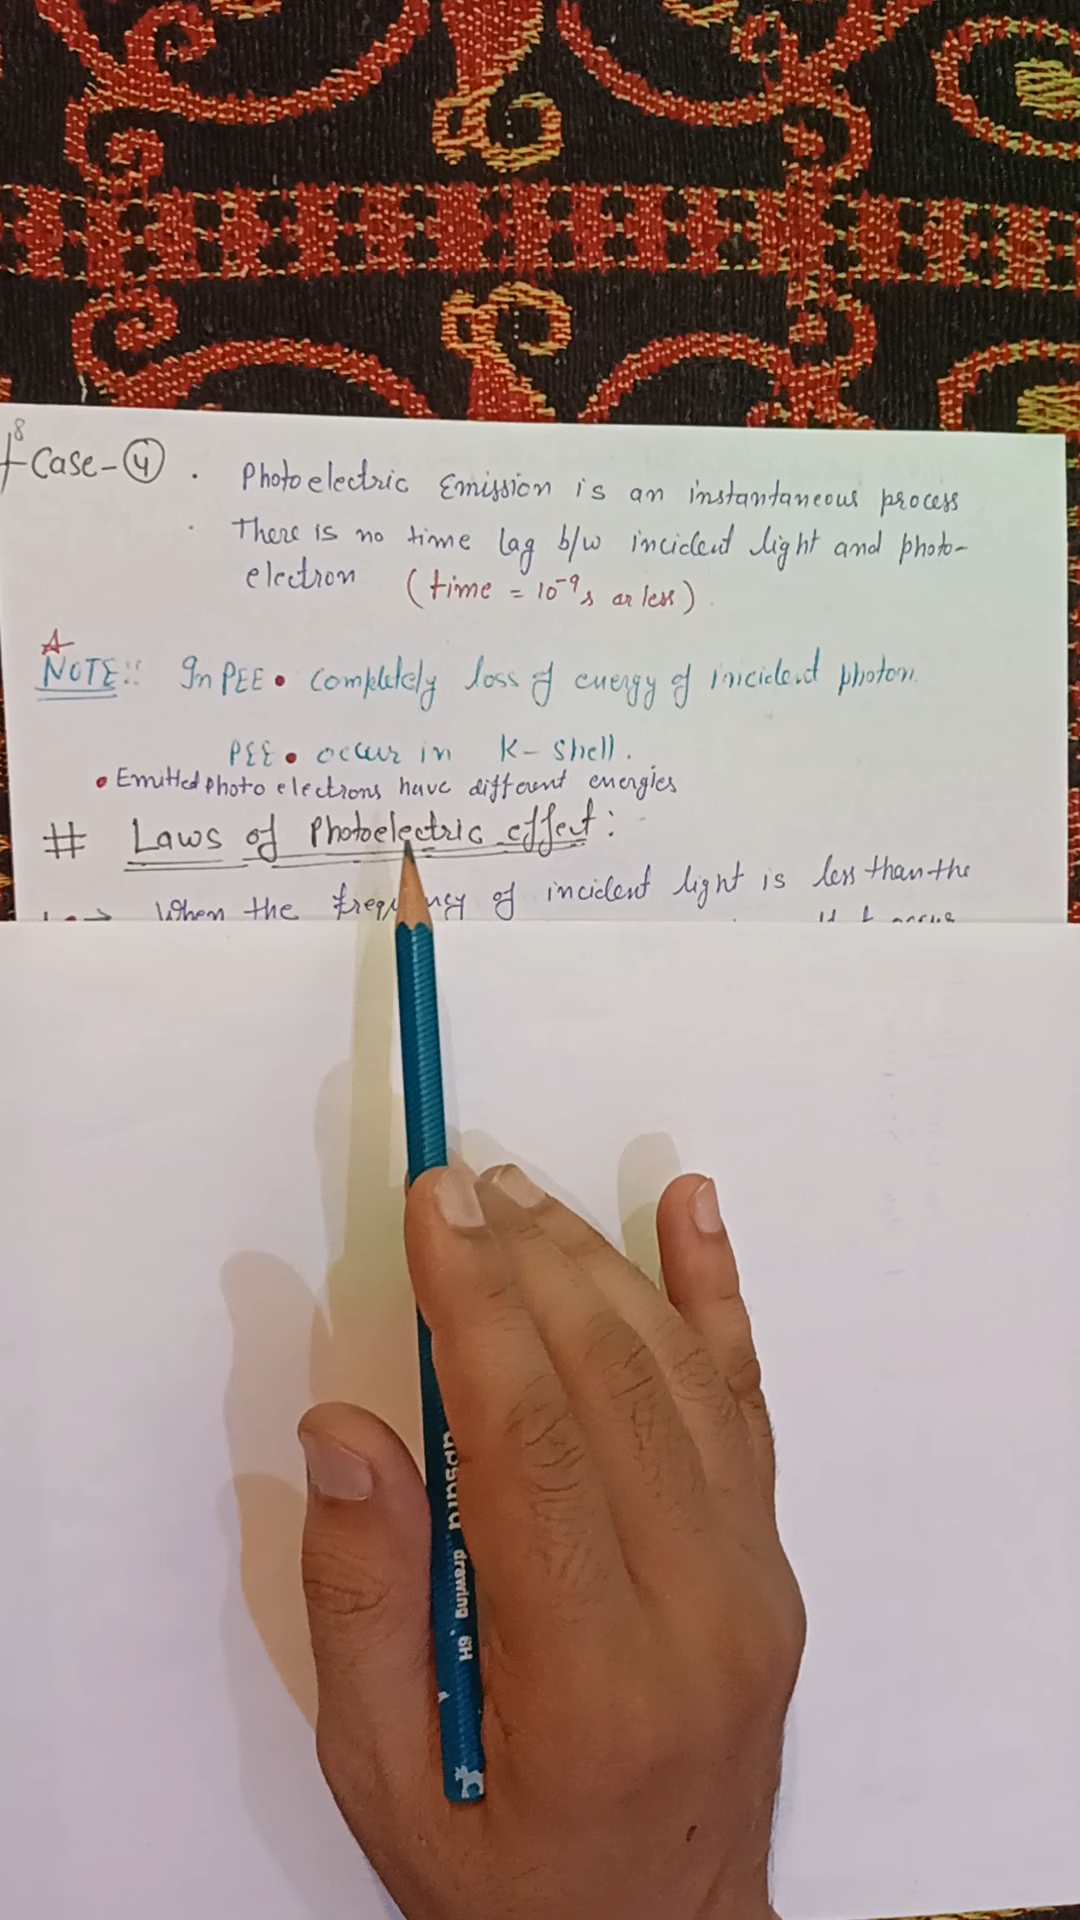 8
Case-4 . Photoelectric Emission is an instantaneous process
. There is no time lag b/w incident light and photo-
electron (time = 10⁻⁹s or less).
NOTE!! In PEE • completely loss of energy of incident photon.
PEE • occur in K-shell.
• Emitted photo electrons have different energies
# Laws of Photoelectric effect:
When the frequency of incident light is less than the
apsara drawing. 6H